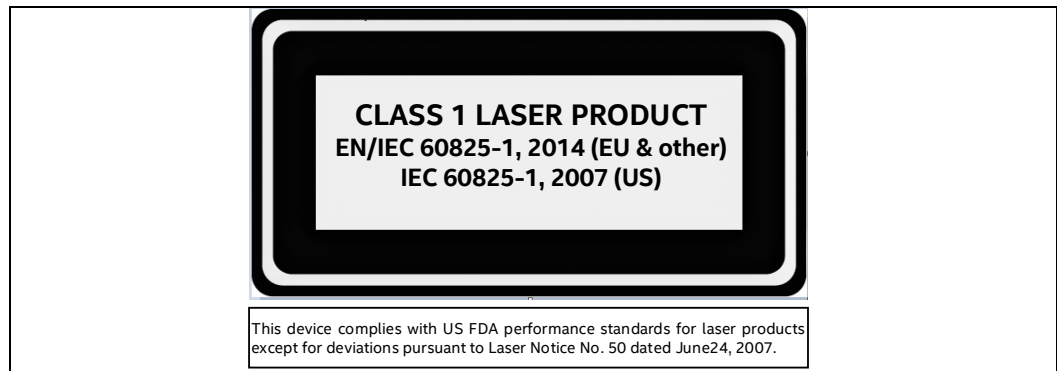 CLASS 1 LASER PRODUCT
EN/IEC 60825-1, 2014 (EU & other)
IEC 60825-1, 2007 (US)
This device complies with US FDA performance standards for laser products
except for deviations pursuant to Laser Notice No. 50 dated June24, 2007.